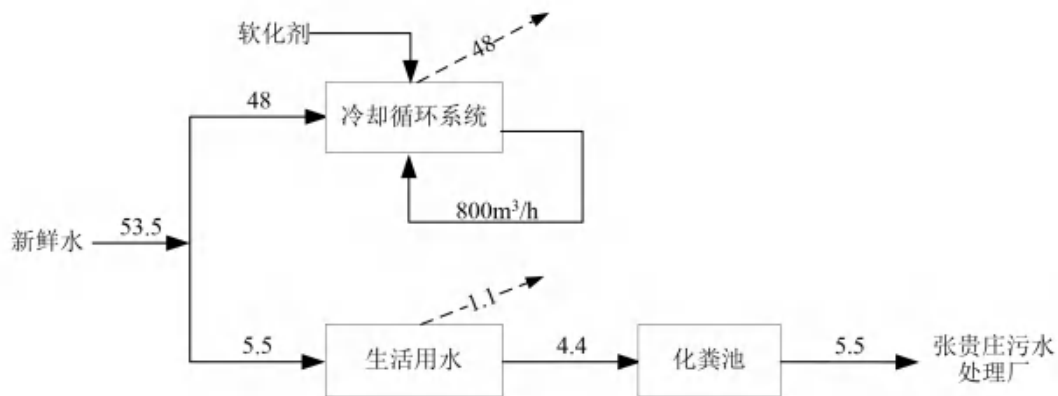 软化剂
48
48
冷却循环系统
800m³/h
新鲜水
53.5
1.1
5.5
生活用水
4.4
化粪池
5.5
张贵庄污水
处理厂